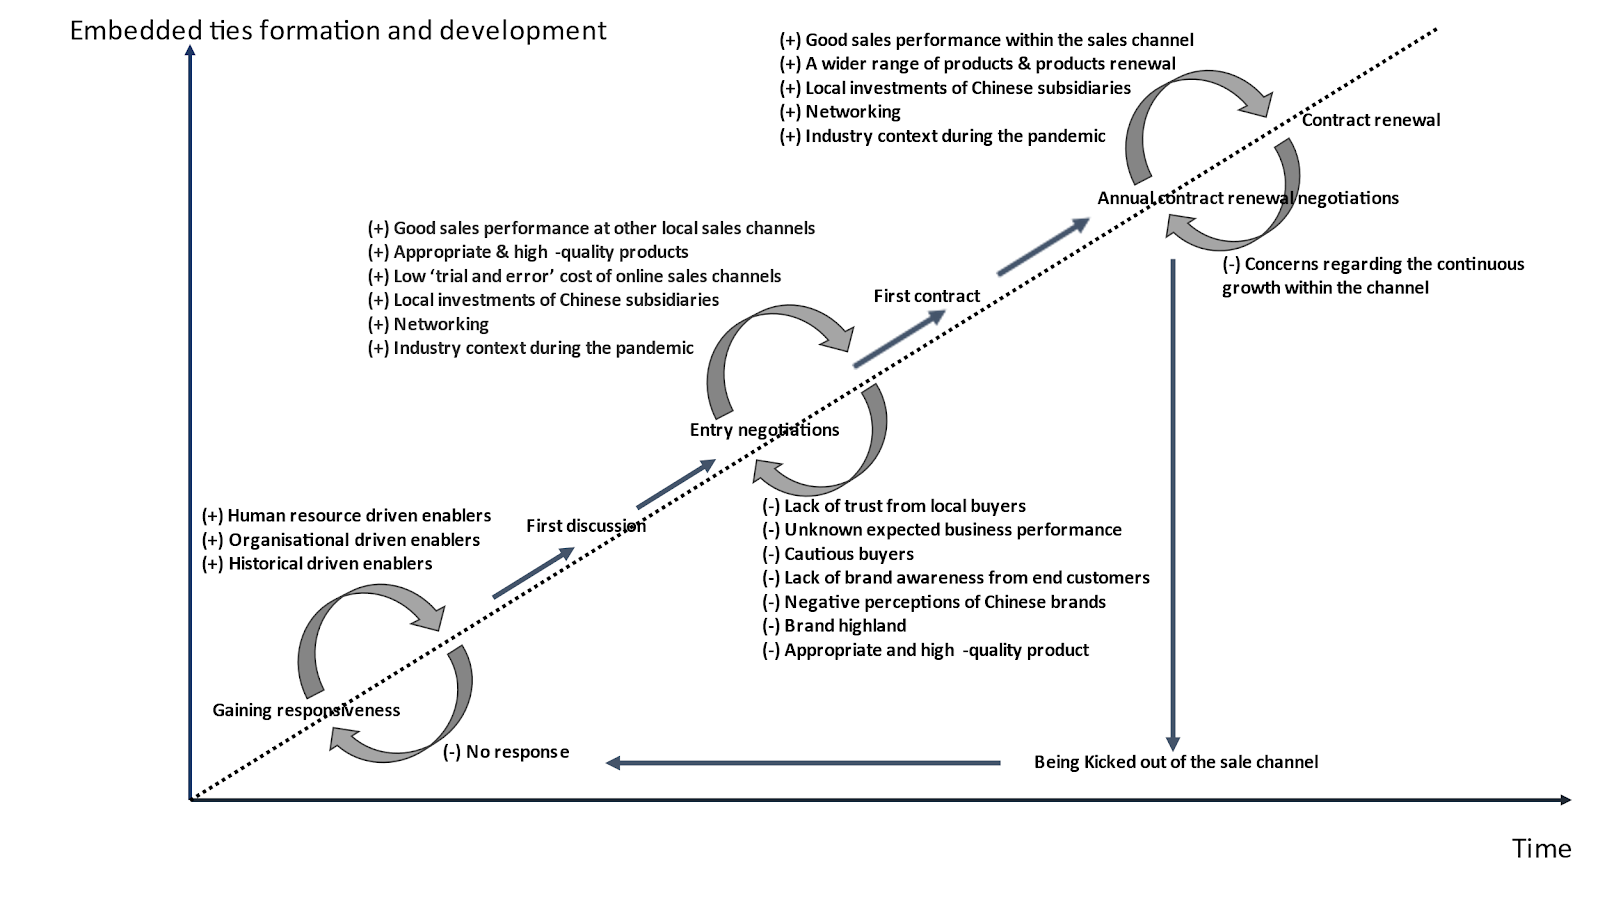 Embedded ties formation and development
(+) Good sales performance within the sales channel
(+) A wider range of products & products renewal
(+) Local investments of Chinese subsidiaries
(+) Networking
(+) Industry context during the pandemic
Contract renewal
Annual contract renewal negotiations
(-) Concerns regarding the continuous
growth within the channel
(+) Good sales performance at other local sales channels
(+) Appropriate & high -quality products
(+) Low ‘trial and error’ cost of online sales channels
(+) Local investments of Chinese subsidiaries
(+) Networking
(+) Industry context during the pandemic
First contract
Entry negotiations
(-) Lack of trust from local buyers
(-) Unknown expected business performance
(-) Cautious buyers
(-) Lack of brand awareness from end customers
(-) Negative perceptions of Chinese brands
(-) Brand highland
(-) Appropriate and high -quality product
(+) Human resource driven enablers
(+) Organisational driven enablers
(+) Historical driven enablers
First discussion
Gaining responsiveness
(-) No response
Being Kicked out of the sale channel
Time